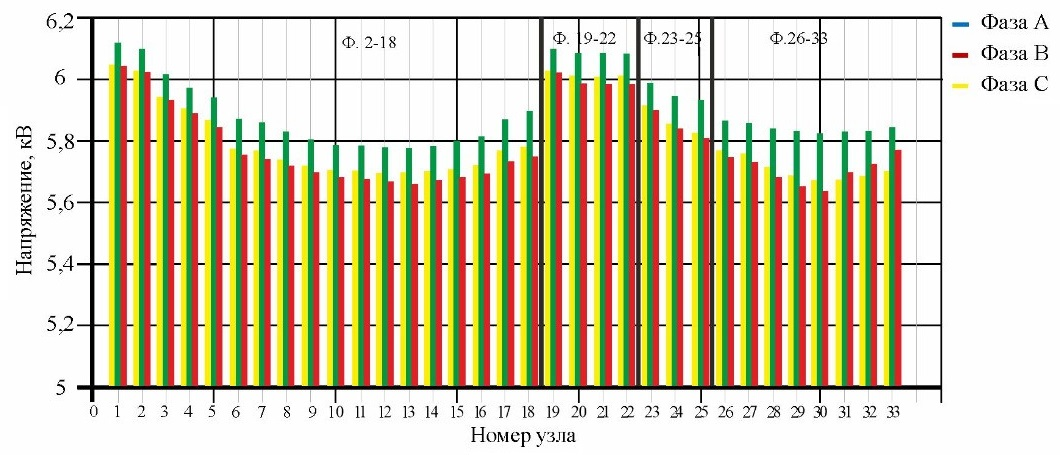 6,2
6
5,8
5,6
5,4
5,2
5
Напряжение, кВ
Ф. 2-18
Ф. 19-22
Ф.23-25
Ф.26-33
Фаза A
Фаза B
Фаза C
0 1 2 3 4 5 6 7 8 9 10 11 12 13 14 15 16 17 18 19 20 21 22 23 24 25 26 27 28 29 30 31 32 33
Номер узла